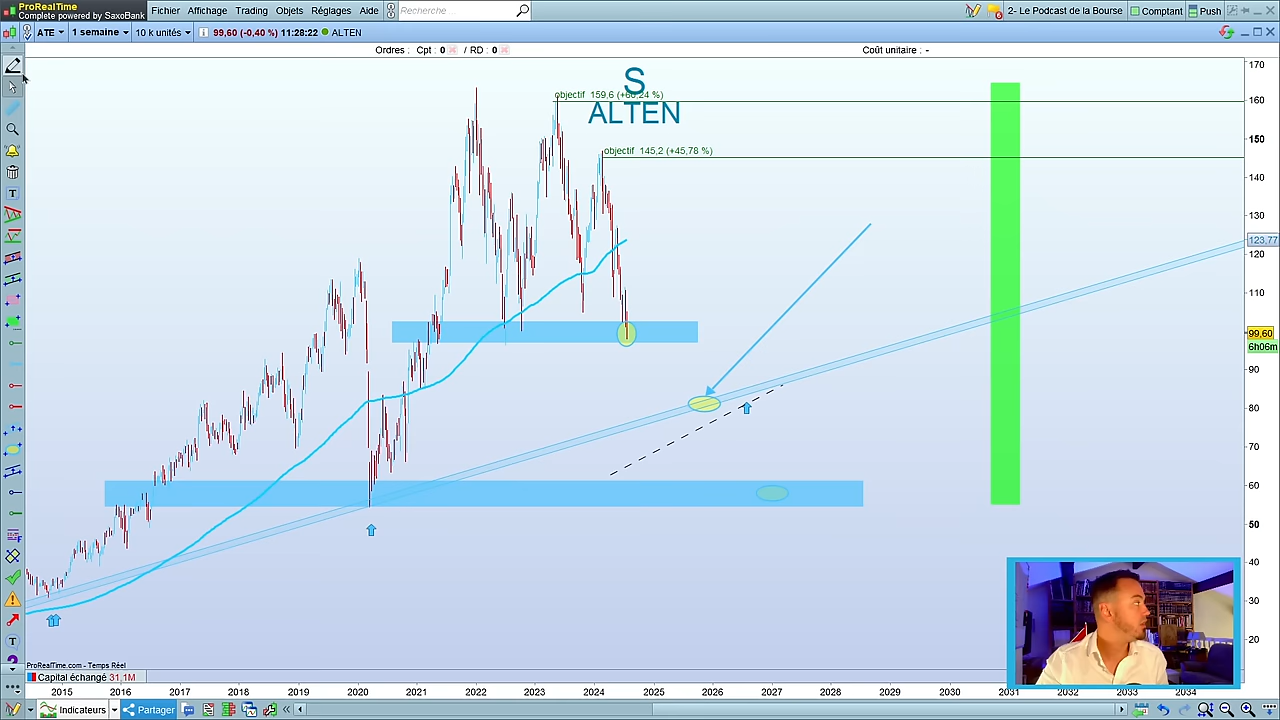 ProRealTime
Complete powered by SaxoBank
Fichier Affichage Trading Objets Réglages Aide Recherche 2- Le Podcast de la Bourse Comptant Push
ATE 1 semaine 10 k unités i 99,60 (-0,40 %) 11:28:22 ALTEN
Ordres : Cpt : 0 / RD : 0 Coût unitaire : -
170
S
objectif 159,6 (+60,24 %)
160
ALTEN
objectif 145,2 (+45,78 %)
150
140
130
123,77
120
110
99,60
6h06m
90
80
70
60
50
40
30
20
ProRealTime.com - Temps Réel
Capital échangé 31,1M
2015 2016 2017 2018 2019 2020 2021 2022 2023 2024 2025 2026 2027 2028 2029 2030 2031 2032 2033 2034
Indicateurs Partager